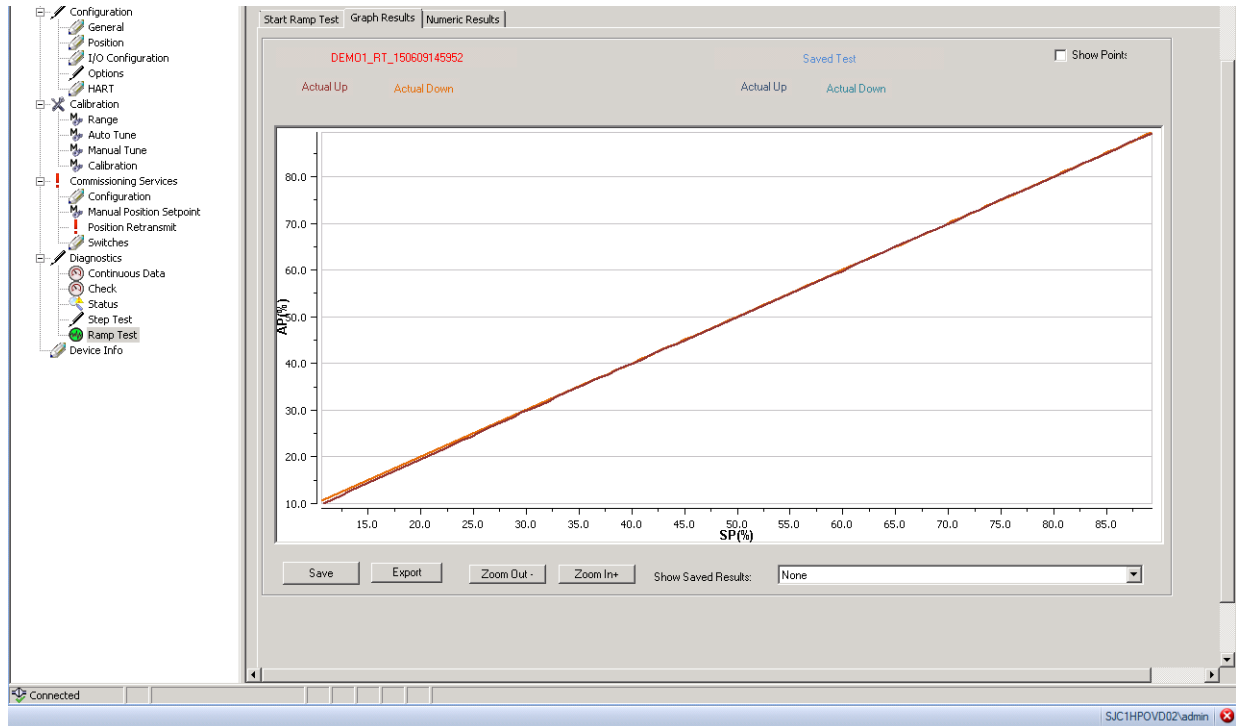 Configuration
General
Position
I/O Configuration
Options
HART
Calibration
Range
Auto Tune
Manual Tune
Calibration
Commissioning Services
Configuration
Manual Position Setpoint
Position Retransmit
Switches
Diagnostics
Continuous Data
Check
Status
Step Test
Ramp Test
Device Info
Start Ramp Test Graph Results Numeric Results
DEMO1_RT_150609145952 Saved Test Show Points
Actual Up Actual Down Actual Up Actual Down
80.0
70.0
60.0
AP(%)
50.0
40.0
30.0
20.0
10.0
15.0 20.0 25.0 30.0 35.0 40.0 45.0 50.0 55.0 60.0 65.0 70.0 75.0 80.0 85.0
SP(%)
Save Export Zoom Out - Zoom In+ Show Saved Results: None
Connected
SJC1HPOVD02\admin